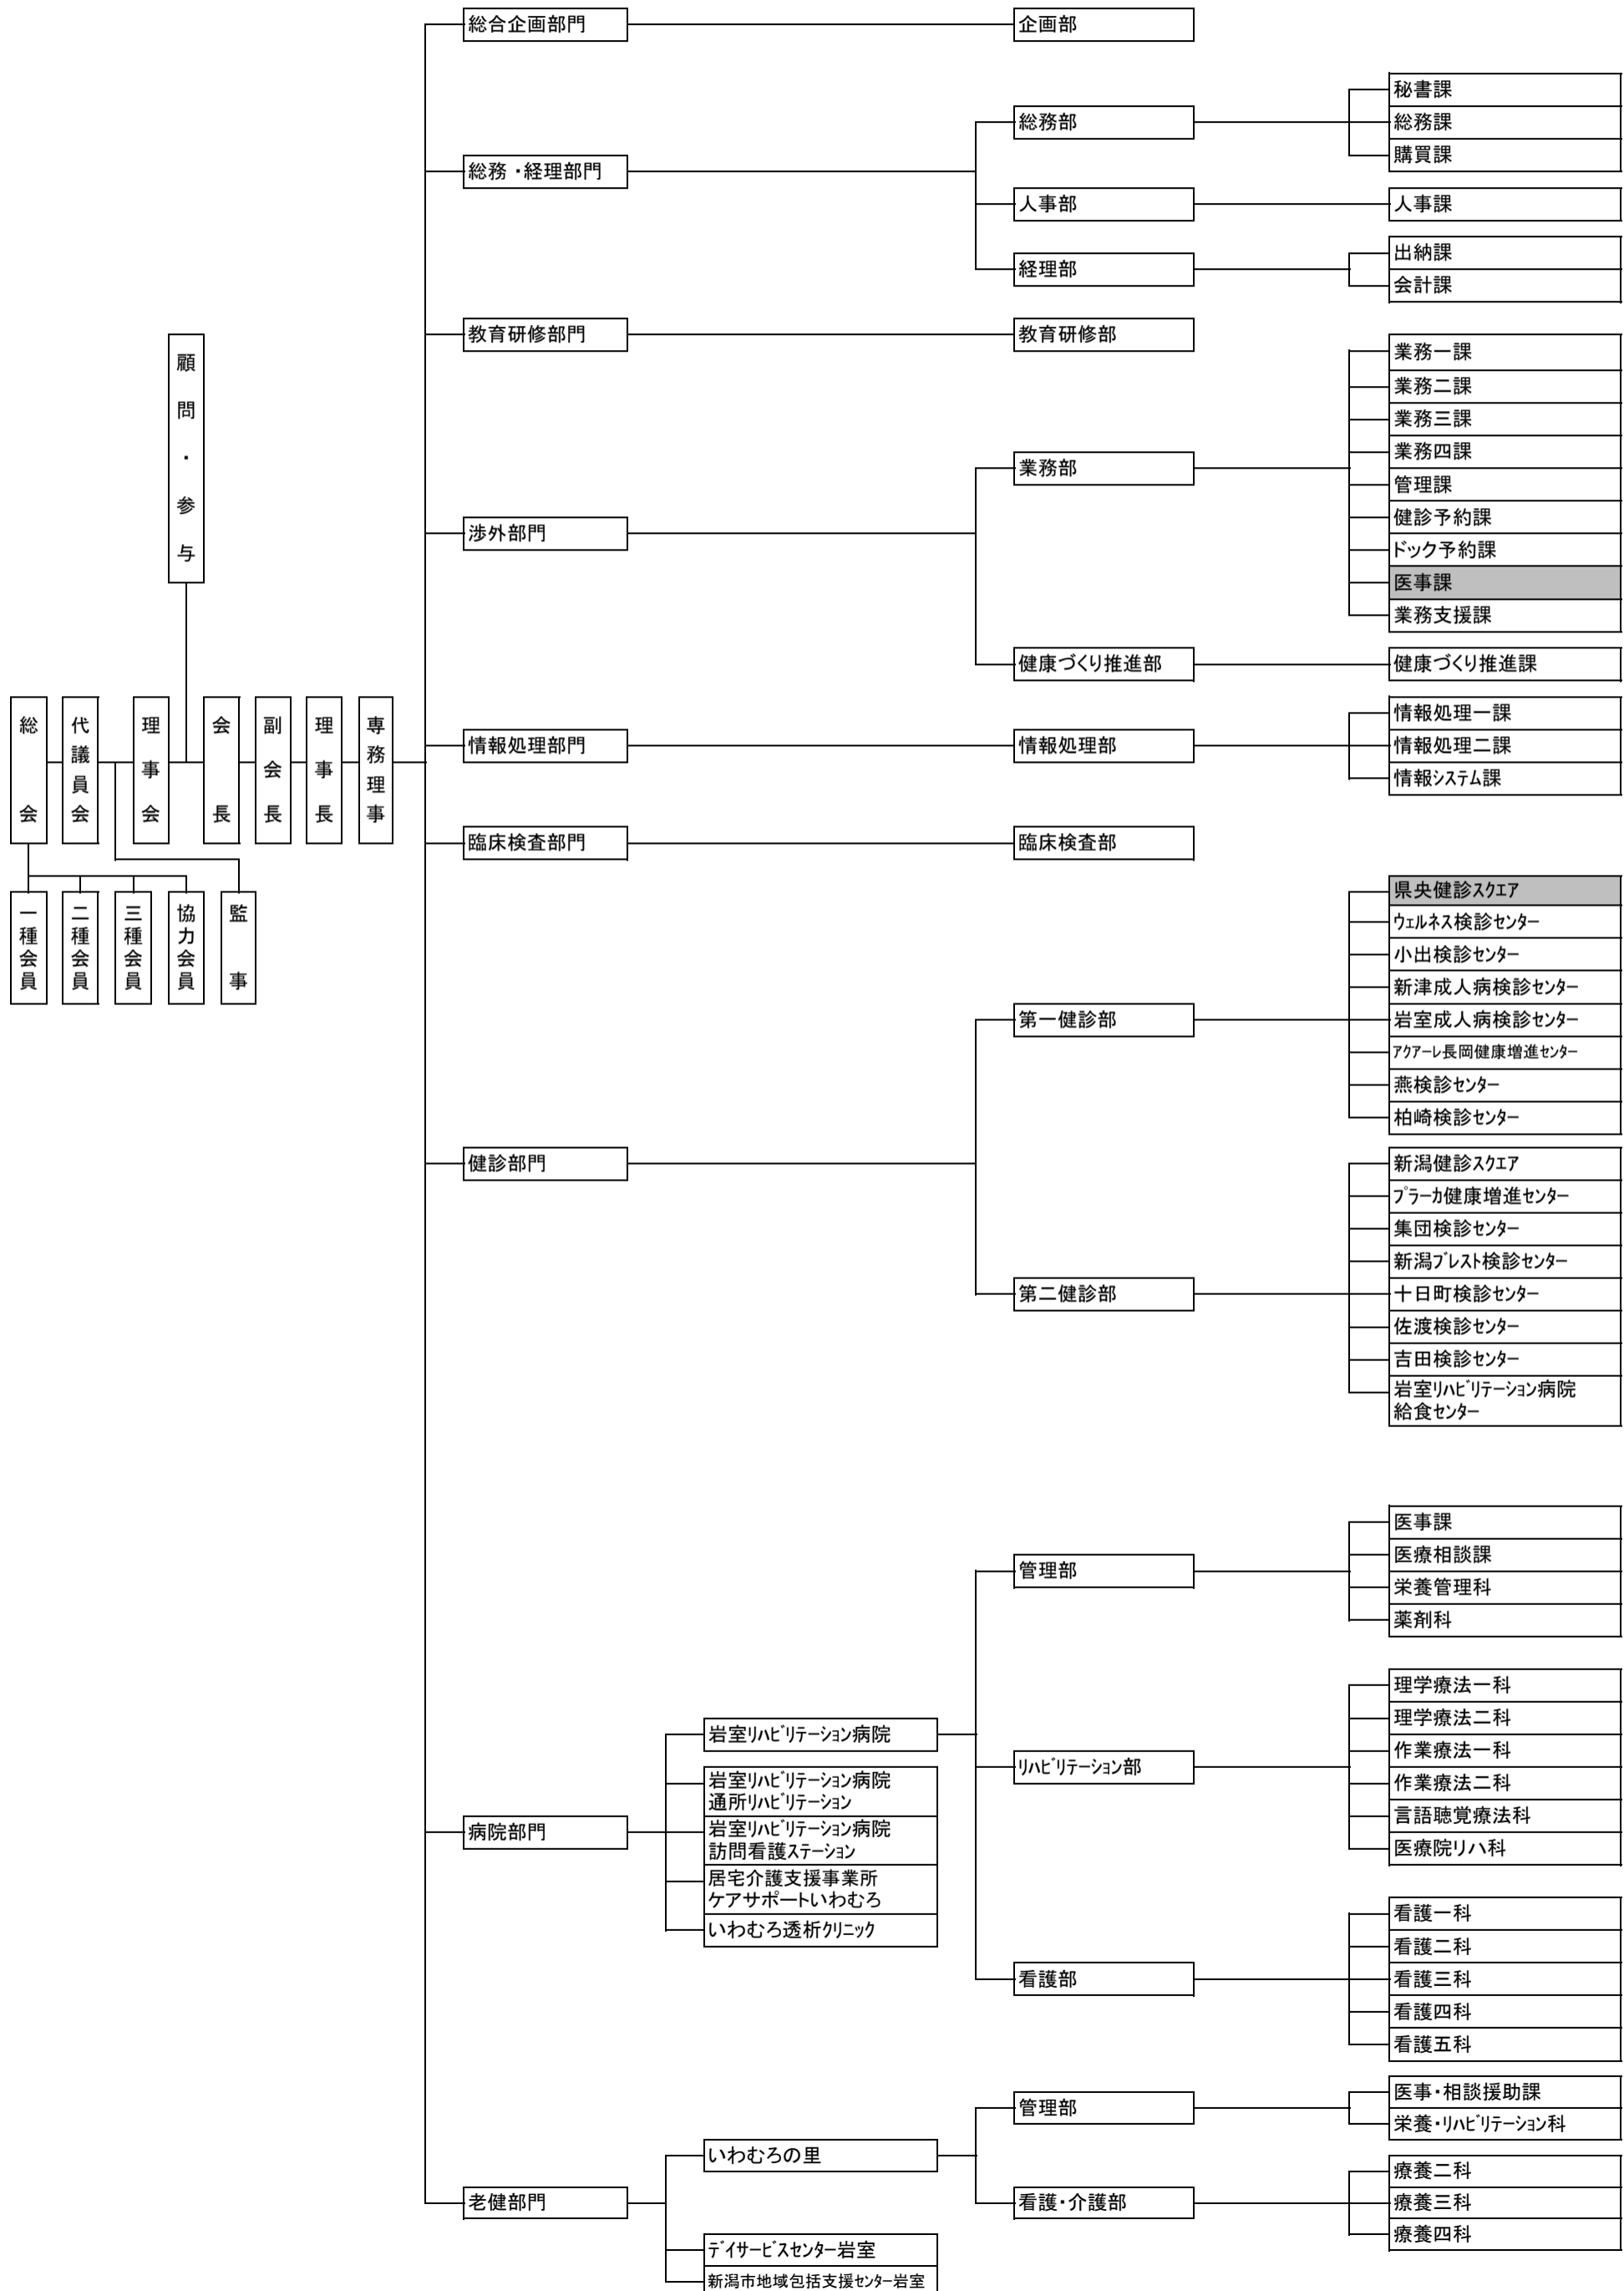 総合企画部門
企画部
総務・経理部門
総務部
秘書課
総務課
購買課
人事部
人事課
経理部
出納課
会計課
教育研修部門
教育研修部
渉外部門
業務部
業務一課
業務二課
業務三課
業務四課
管理課
健診予約課
ドック予約課
医事課
業務支援課
健康づくり推進部
健康づくり推進課
顧問・参与
総会
代議員会
理事会
会長
副会長
理事長
専務理事
一種会員
二種会員
三種会員
協力会員
監事
情報処理部門
情報処理部
情報処理一課
情報処理二課
情報ｼｽﾃﾑ課
臨床検査部門
臨床検査部
健診部門
第一健診部
県央健診ｽｸｴｱ
ｳｪﾙﾈｽ検診ｾﾝﾀｰ
小出検診ｾﾝﾀｰ
新津成人病検診ｾﾝﾀｰ
岩室成人病検診ｾﾝﾀｰ
ｱｸｱｰﾚ長岡健康増進ｾﾝﾀｰ
燕検診ｾﾝﾀｰ
柏崎検診ｾﾝﾀｰ
第二健診部
新潟健診ｽｸｴｱ
ﾌﾟﾗｰｶ健康増進ｾﾝﾀｰ
集団検診ｾﾝﾀｰ
新潟ﾌﾞﾚｽﾄ検診ｾﾝﾀｰ
十日町検診ｾﾝﾀｰ
佐渡検診ｾﾝﾀｰ
吉田検診ｾﾝﾀｰ
岩室ﾘﾊﾋﾞﾘﾃｰｼｮﾝ病院
給食ｾﾝﾀｰ
病院部門
岩室ﾘﾊﾋﾞﾘﾃｰｼｮﾝ病院
岩室ﾘﾊﾋﾞﾘﾃｰｼｮﾝ病院
通所ﾘﾊﾋﾞﾘﾃｰｼｮﾝ
岩室ﾘﾊﾋﾞﾘﾃｰｼｮﾝ病院
訪問看護ｽﾃｰｼｮﾝ
居宅介護支援事業所
ケアサポートいわむろ
いわむろ透析ｸﾘﾆｯｸ
管理部
医事課
医療相談課
栄養管理科
薬剤科
ﾘﾊﾋﾞﾘﾃｰｼｮﾝ部
理学療法一科
理学療法二科
作業療法一科
作業療法二科
言語聴覚療法科
医療院リハ科
看護部
看護一科
看護二科
看護三科
看護四科
看護五科
老健部門
いわむろの里
管理部
医事・相談援助課
栄養・ﾘﾊﾋﾞﾘﾃｰｼｮﾝ科
看護・介護部
療養二科
療養三科
療養四科
ﾃﾞｲｻｰﾋﾞｽｾﾝﾀｰ岩室
新潟市地域包括支援ｾﾝﾀｰ岩室